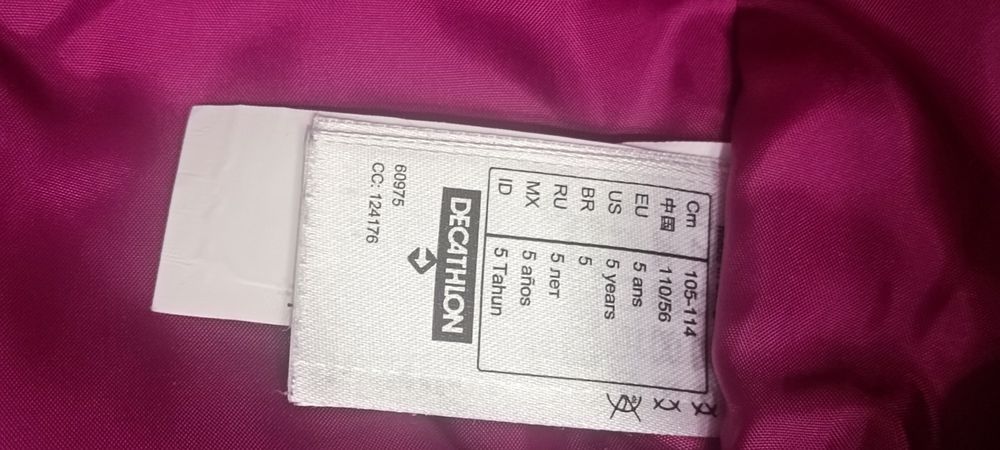 Cm 105-114
中国 110/56
EU 5 ans
US 5 years
BR 5
RU 5 лет
MX 5 años
ID 5 Tahun
DECATHLON
60975
CC: 124176